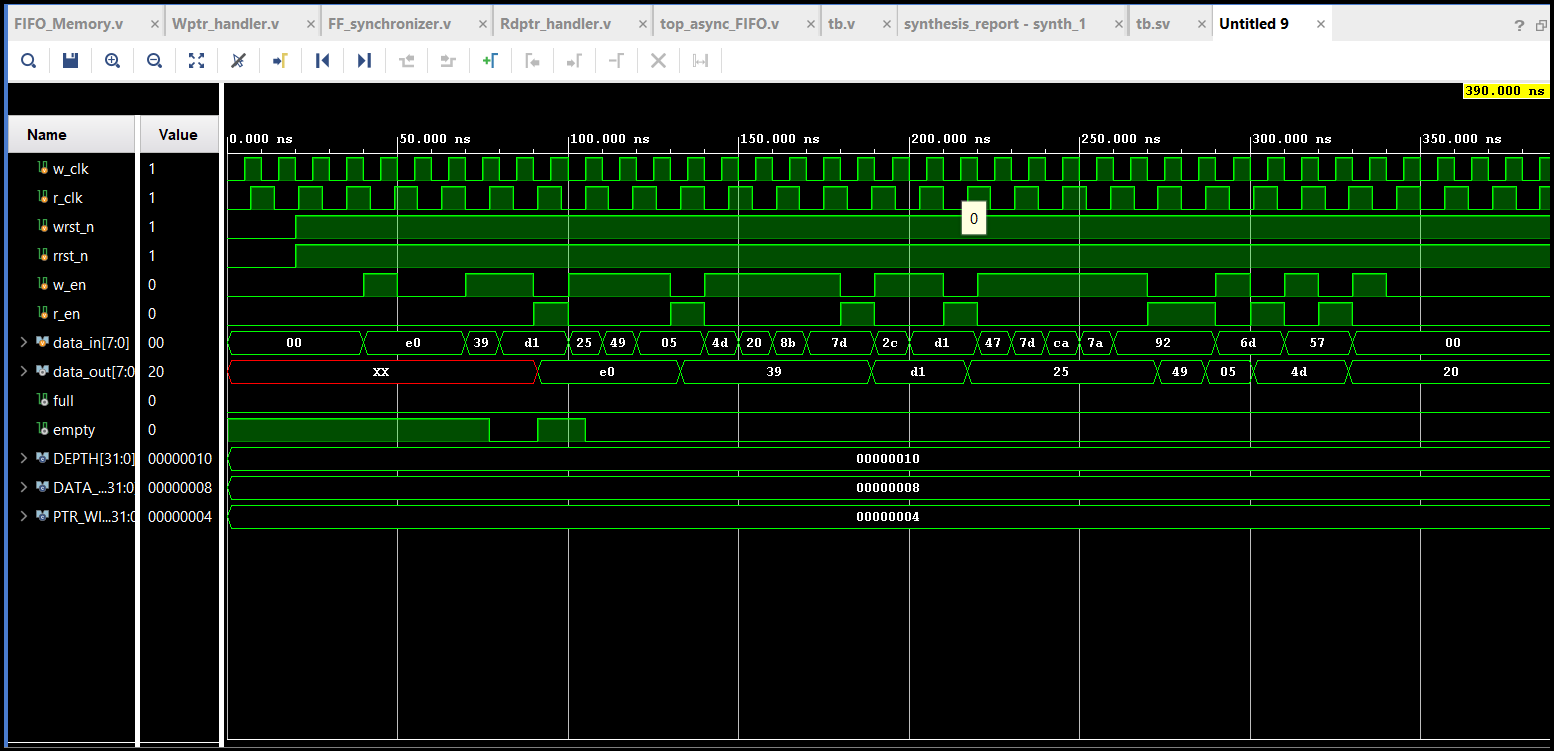 FIFO_Memory.v × Wptr_handler.v × FF_synchronizer.v × Rdptr_handler.v × top_async_FIFO.v × tb.v × synthesis_report - synth_1 × tb.sv × Untitled 9 × ?
390.000 ns
Name Value 0.000 ns 50.000 ns 100.000 ns 150.000 ns 200.000 ns 250.000 ns 300.000 ns 350.000 ns
w_clk 1
r_clk 1
0
wrst_n 1
rrst_n 1
w_en 0
r_en 0
data_in[7:0] 00 00 e0 39 d1 25 49 05 4d 20 8b 7d 2c d1 47 7d ca 7a 92 6d 57 00
data_out[7:0 20 XX e0 39 d1 25 49 05 4d 20
full 0
empty 0
DEPTH[31:0] 00000010 00000010
DATA_...31:0 00000008 00000008
PTR_WI...31:0 00000004 00000004